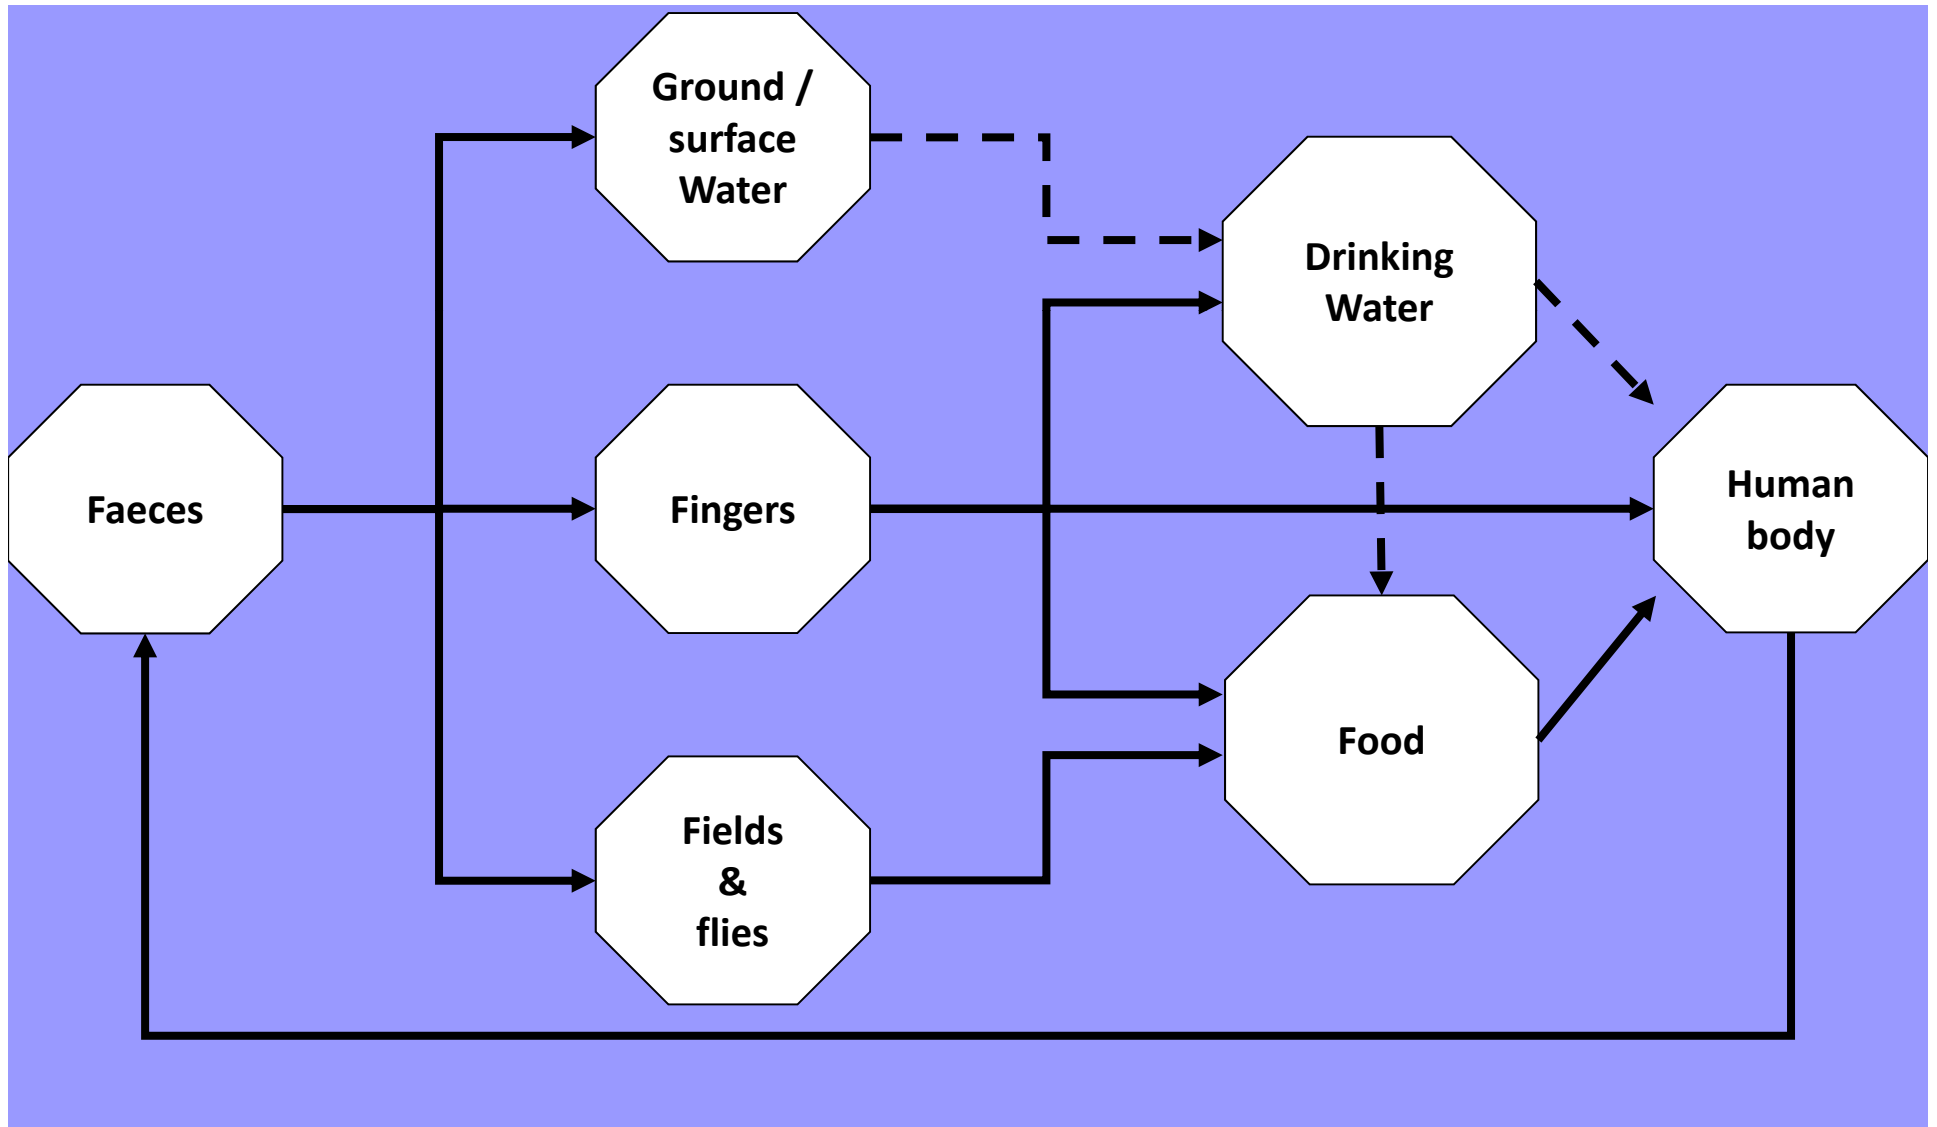 Ground /
surface
Water
Drinking
Water
Faeces
Fingers
Human
body
Food
Fields
&
flies